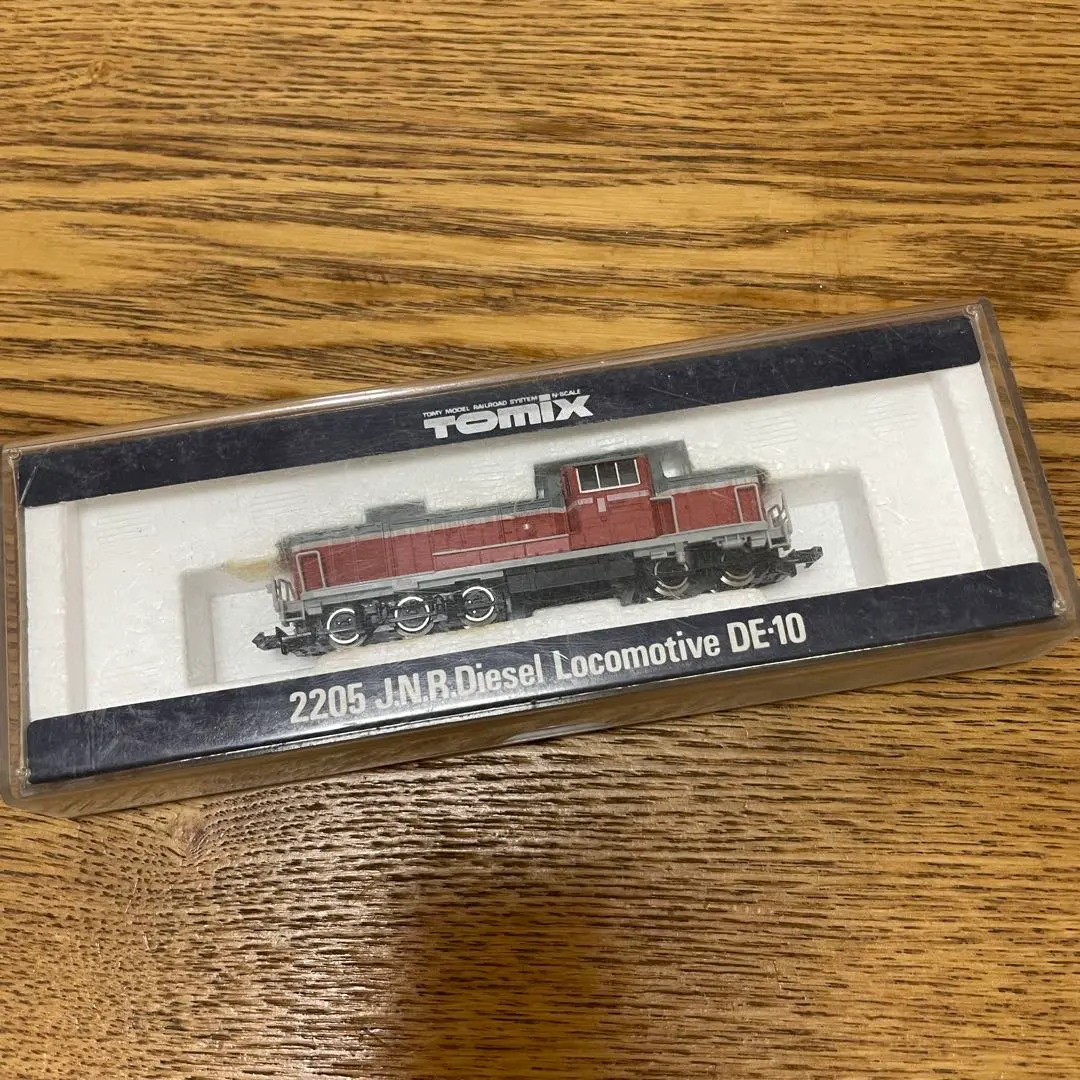 TOMY MODEL RAILROAD SYSTEM N-SCALE
TOMIX
2205 J.N.R.Diesel Locomotive DE·10